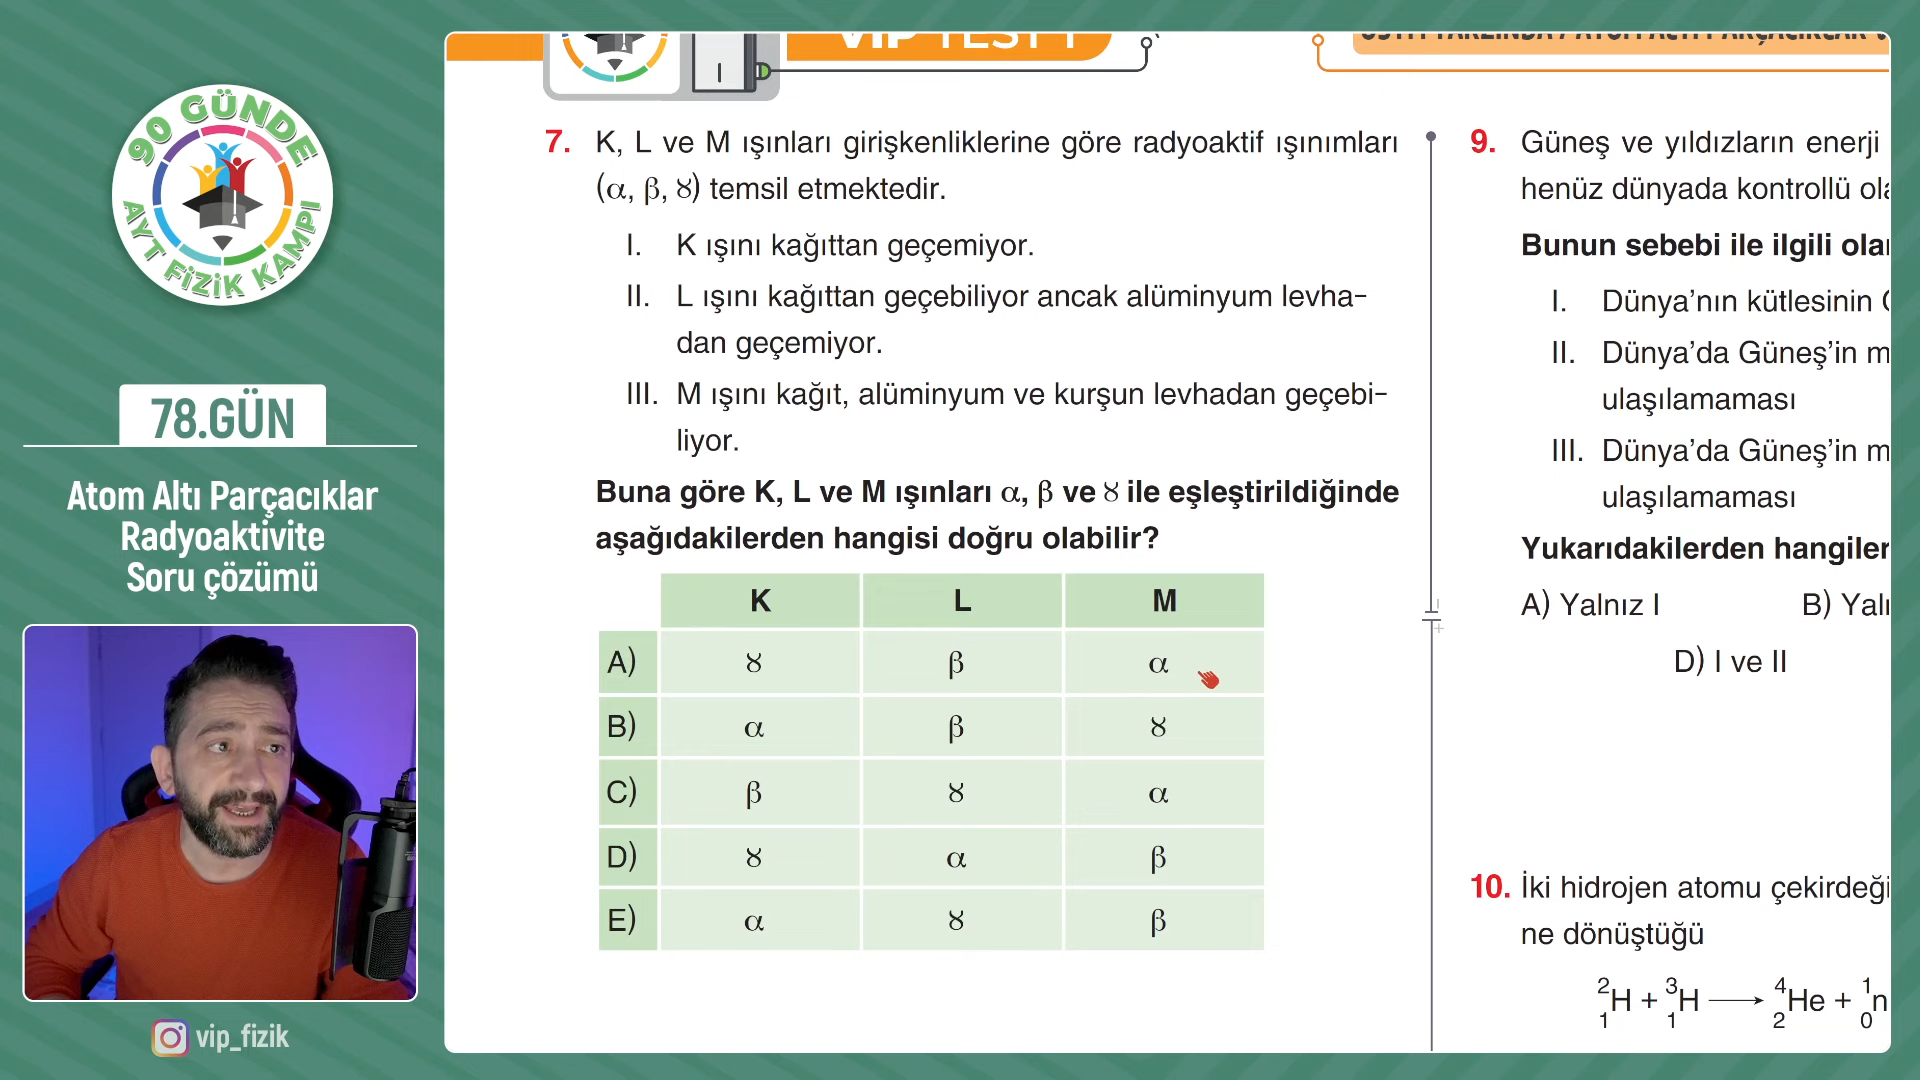 VIP TEST 1
90 GÜNDE
AYT FİZİK KAMPI
78.GÜN
Atom Altı Parçacıklar
Radyoaktivite
Soru çözümü
vip_fizik
7. K, L ve M ışınları girişkenliklerine göre radyoaktif ışınımları
(α, β, ɣ) temsil etmektedir.
I. K ışını kağıttan geçemiyor.
II. L ışını kağıttan geçebiliyor ancak alüminyum levha-
dan geçemiyor.
III. M ışını kağıt, alüminyum ve kurşun levhadan geçebi-
liyor.
Buna göre K, L ve M ışınları α, β ve ɣ ile eşleştirildiğinde
aşağıdakilerden hangisi doğru olabilir?
K L M
A) ɣ β α
B) α β ɣ
C) β ɣ α
D) ɣ α β
E) α ɣ β
9. Güneş ve yıldızların enerji
henüz dünyada kontrollü ola
Bunun sebebi ile ilgili olar
I. Dünya’nın kütlesinin
II. Dünya’da Güneş’in m
ulaşılamaması
III. Dünya’da Güneş’in m
ulaşılamaması
Yukarıdakilerden hangiler
A) Yalnız I B) Yalı
D) I ve II
10. İki hidrojen atomu çekirdeği
ne dönüştüğü
²₁H + ³₁H ⟶ ⁴₂He + ¹₀n